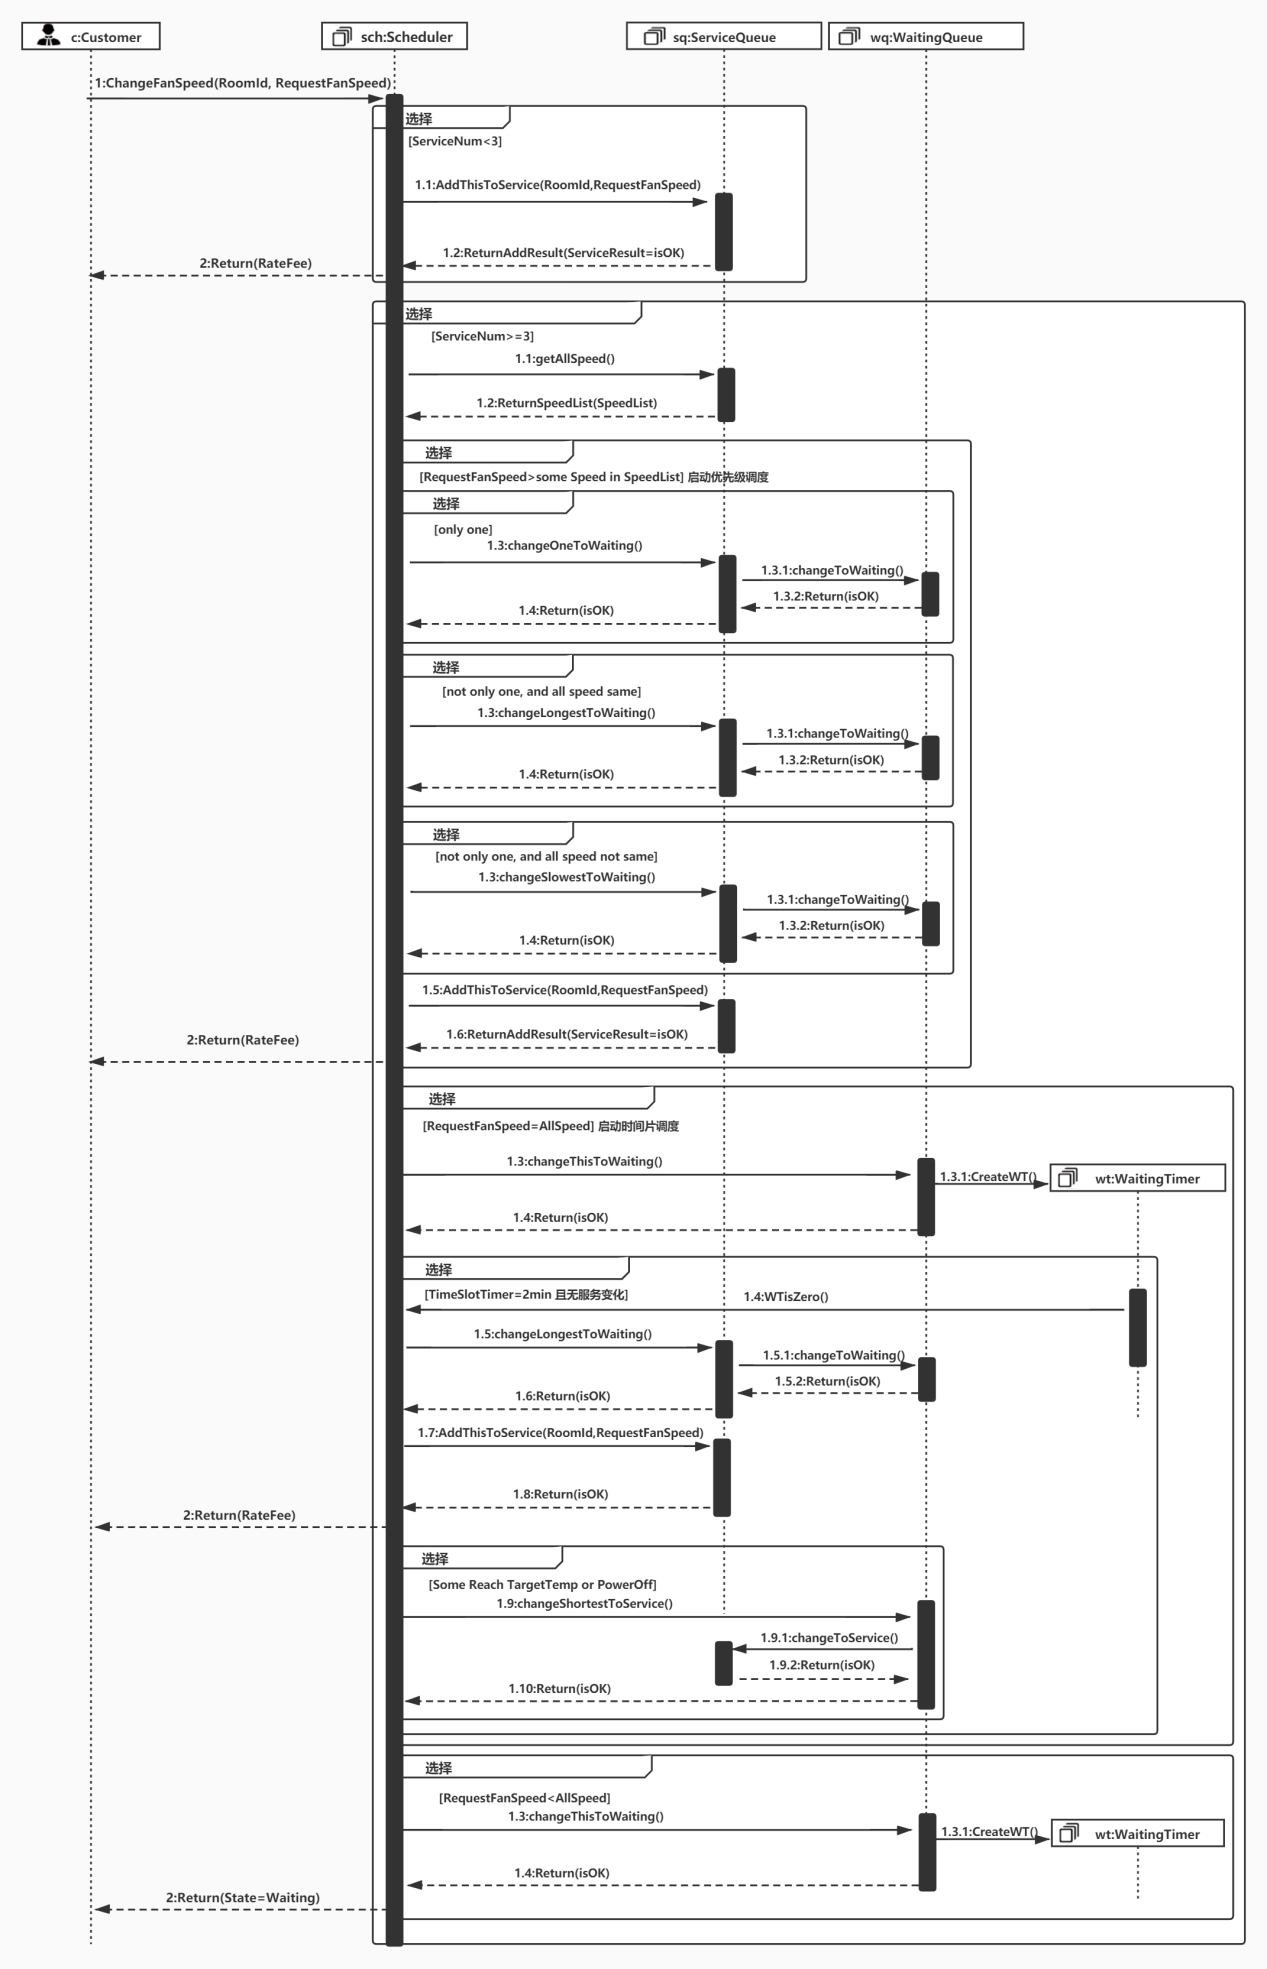 c:Customer
sch:Scheduler
sq:ServiceQueue
wq:WaitingQueue
1:ChangeFanSpeed(RoomId, RequestFanSpeed)
选择
[ServiceNum<3]
1.1:AddThisToService(RoomId,RequestFanSpeed)
1.2:ReturnAddResult(ServiceResult=isOK)
2:Return(RateFee)
选择
[ServiceNum>=3]
1.1:getAllSpeed()
1.2:ReturnSpeedList(SpeedList)
选择
[RequestFanSpeed>some Speed in SpeedList] 启动优先级调度
选择
[only one]
1.3:changeOneToWaiting()
1.3.1:changeToWaiting()
1.3.2:Return(isOK)
1.4:Return(isOK)
选择
[not only one, and all speed same]
1.3:changeLongestToWaiting()
1.3.1:changeToWaiting()
1.3.2:Return(isOK)
1.4:Return(isOK)
选择
[not only one, and all speed not same]
1.3:changeSlowestToWaiting()
1.3.1:changeToWaiting()
1.3.2:Return(isOK)
1.4:Return(isOK)
1.5:AddThisToService(RoomId,RequestFanSpeed)
1.6:ReturnAddResult(ServiceResult=isOK)
2:Return(RateFee)
选择
[RequestFanSpeed=AllSpeed] 启动时间片调度
1.3:changeThisToWaiting()
1.3.1:CreateWT()
wt:WaitingTimer
1.4:Return(isOK)
选择
[TimeSlotTimer=2min 且无服务变化]
1.4:WTisZero()
1.5:changeLongestToWaiting()
1.5.1:changeToWaiting()
1.5.2:Return(isOK)
1.6:Return(isOK)
1.7:AddThisToService(RoomId,RequestFanSpeed)
1.8:Return(isOK)
2:Return(RateFee)
选择
[Some Reach TargetTemp or PowerOff]
1.9:changeShortestToService()
1.9.1:changeToService()
1.9.2:Return(isOK)
1.10:Return(isOK)
选择
[RequestFanSpeed<AllSpeed]
1.3:changeThisToWaiting()
1.3.1:CreateWT()
wt:WaitingTimer
1.4:Return(isOK)
2:Return(State=Waiting)